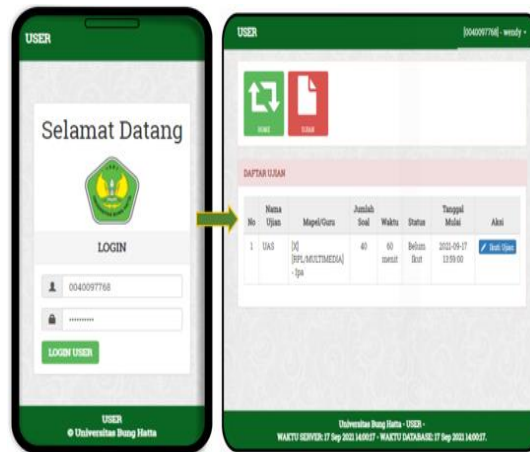 USER
Selamat Datang
LOGIN
0040097768
LOGIN USER
USER
© Universitas Bung Hatta
USER
[0040097768] - wendy
HOME
UJIAN
DAFTAR UJIAN
No Nama Ujian Mapel/Guru Jumlah Soal Waktu Status Tanggal Mulai Aksi
1 UAS [X] [RPL/MULTIMEDIA] - Ipa 40 60 menit Belum Ikut 2021-09-17 13:59:00 Ikuti Ujian
Universitas Bung Hatta - USER -
WAKTU SERVER: 17 Sep 2021 14:00:17 - WAKTU DATABASE: 17 Sep 2021 14:00:17.